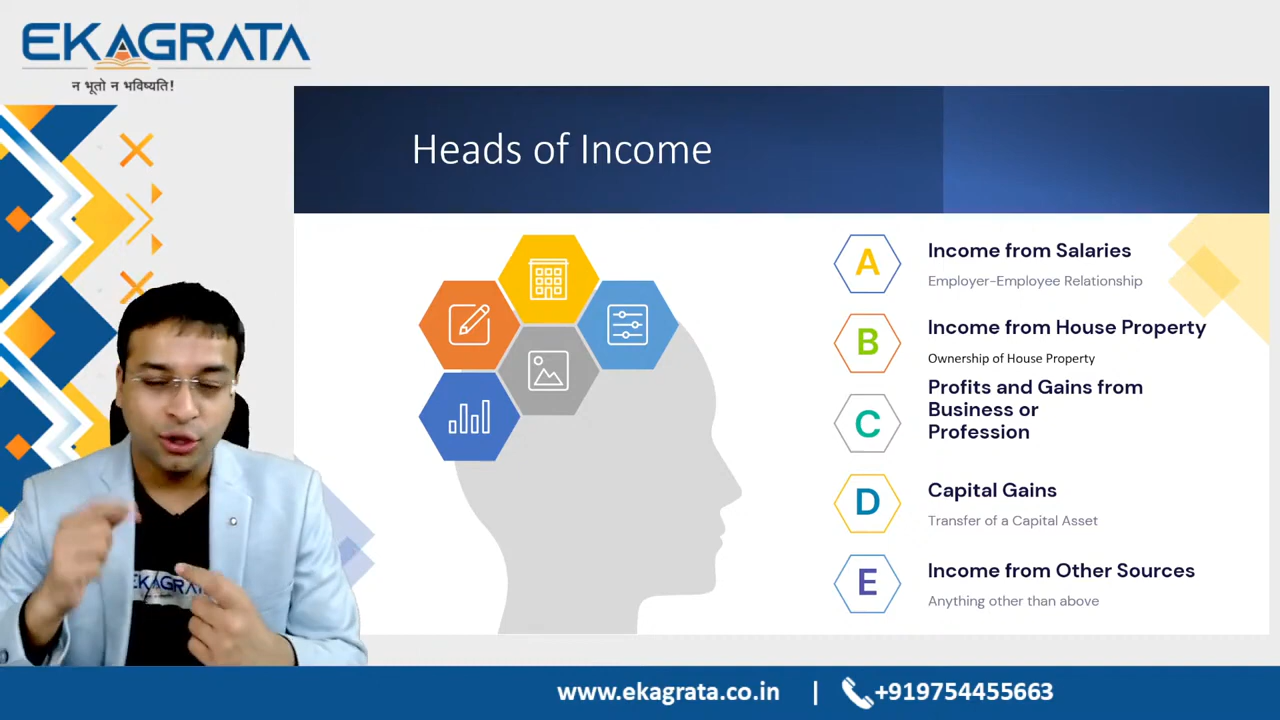 EKAGRATA
न भूतो न भविष्यति!
Heads of Income
A
Income from Salaries
Employer-Employee Relationship
B
Income from House Property
Ownership of House Property
C
Profits and Gains from
Business or
Profession
D
Capital Gains
Transfer of a Capital Asset
E
Income from Other Sources
Anything other than above
EKAGRATA
www.ekagrata.co.in | +919754455663